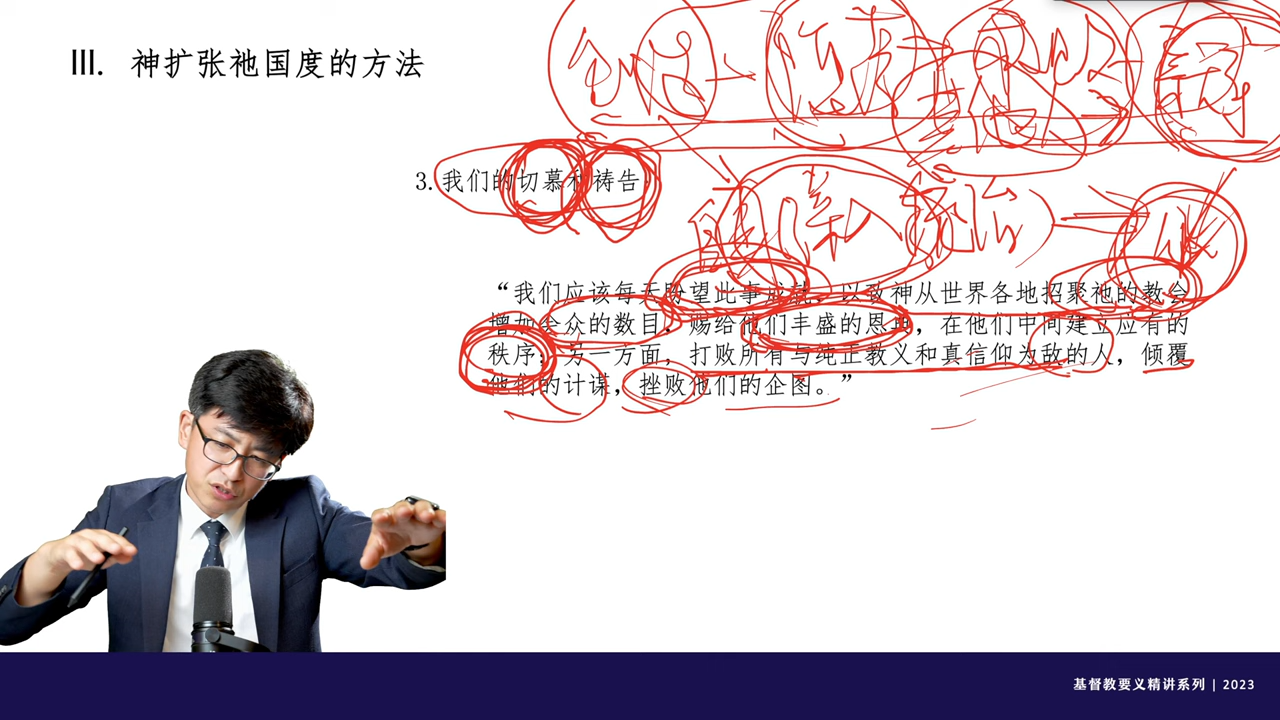 III. 神扩张祂国度的方法
3. 我们的切慕和祷告
“我们应该每天盼望此事成就，以致神从世界各地招聚祂的教会
增加会众的数目，赐给他们丰盛的恩典，在他们中间建立应有的
秩序；另一方面，打败所有与纯正教义和真信仰为敌的人，倾覆
他们的计谋，挫败他们的企图。”
基督教要义精讲系列 | 2023